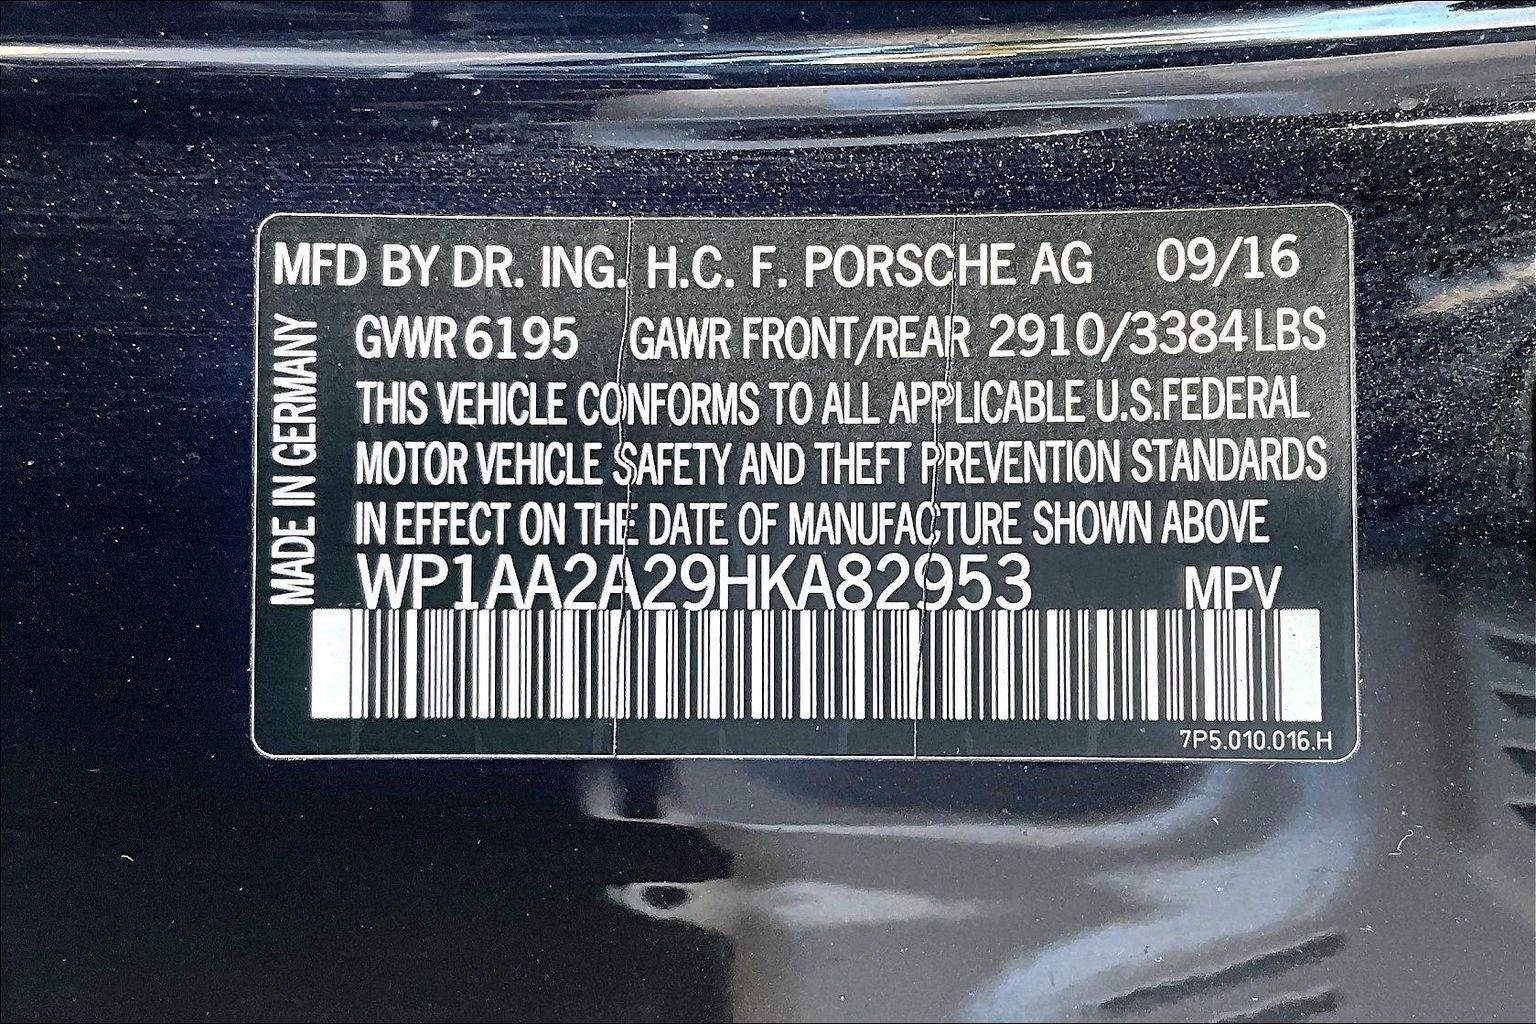 MFD BY DR. ING. H.C. F. PORSCHE AG 09/16
GVWR 6195 GAWR FRONT/REAR 2910/3384 LBS
THIS VEHICLE CONFORMS TO ALL APPLICABLE U.S.FEDERAL
MOTOR VEHICLE SAFETY AND THEFT PREVENTION STANDARDS
IN EFFECT ON THE DATE OF MANUFACTURE SHOWN ABOVE
WP1AA2A29HKA82953 MPV
7P5.010.016.H
MADE IN GERMANY